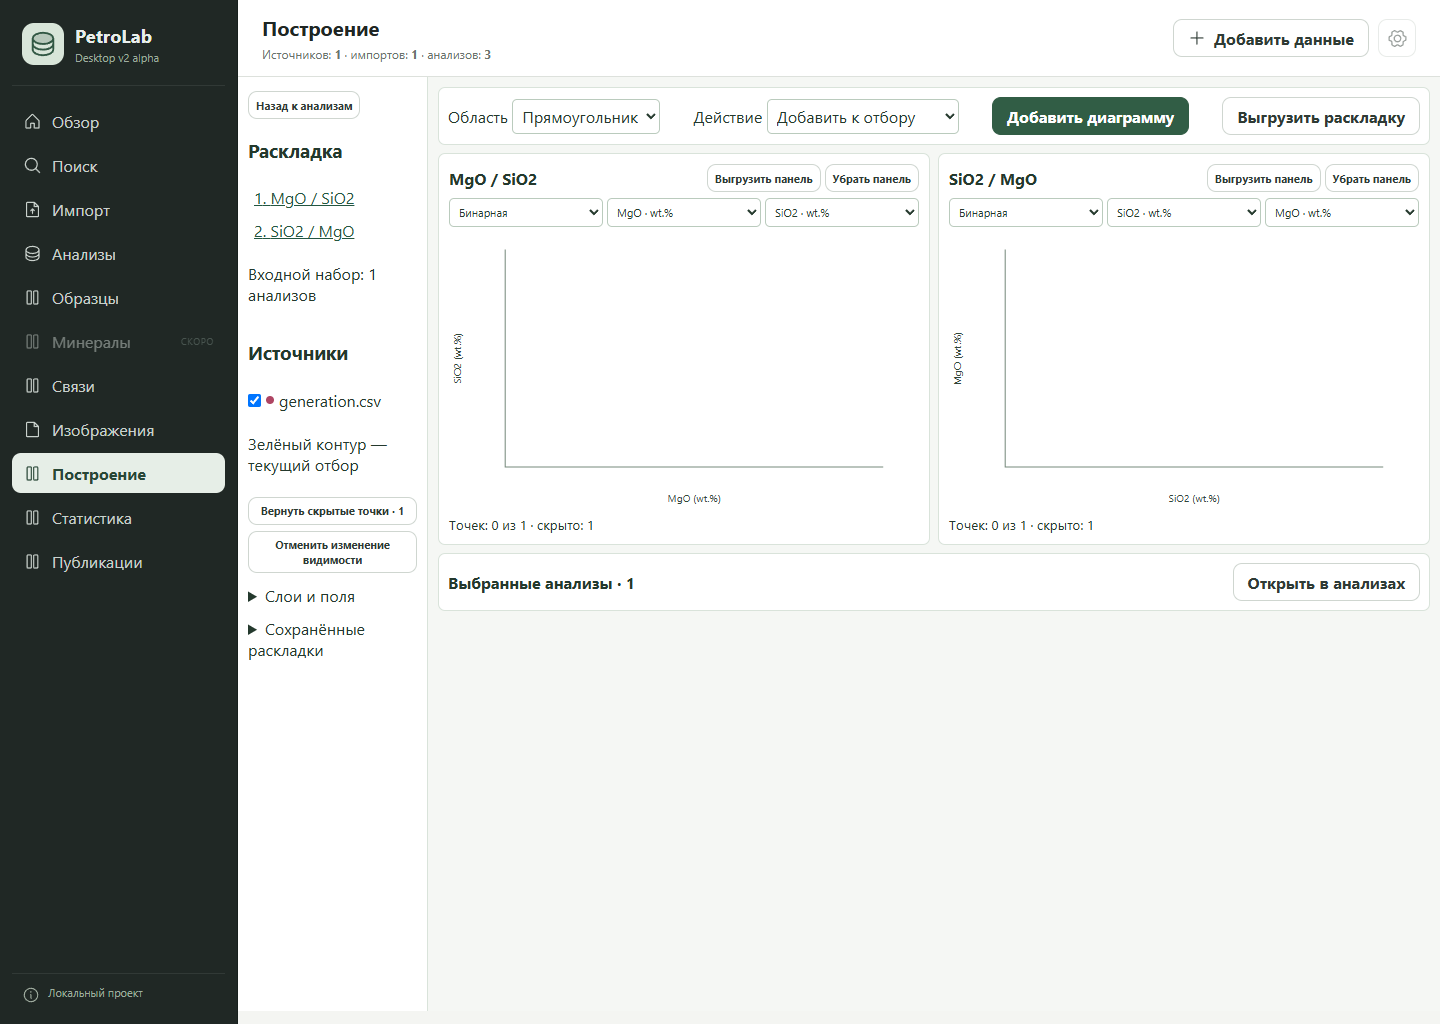 PetroLab
Desktop v2 alpha
Обзор
Поиск
Импорт
Анализы
Образцы
Минералы СКОРО
Связи
Изображения
Построение
Статистика
Публикации
Локальный проект
Построение
Источников: 1 · импортов: 1 · анализов: 3
Добавить данные
Назад к анализам
Раскладка
1. MgO / SiO2
2. SiO2 / MgO
Входной набор: 1
анализов
Источники
generation.csv
Зелёный контур —
текущий отбор
Вернуть скрытые точки · 1
Отменить изменение
видимости
Слои и поля
Сохранённые
раскладки
Область Прямоугольник Действие Добавить к отбору Добавить диаграмму Выгрузить раскладку
MgO / SiO2 Выгрузить панель Убрать панель
Бинарная MgO · wt.% SiO2 · wt.%
SiO2 (wt.%)
MgO (wt.%)
Точек: 0 из 1 · скрыто: 1
SiO2 / MgO Выгрузить панель Убрать панель
Бинарная SiO2 · wt.% MgO · wt.%
MgO (wt.%)
SiO2 (wt.%)
Точек: 0 из 1 · скрыто: 1
Выбранные анализы · 1 Открыть в анализах